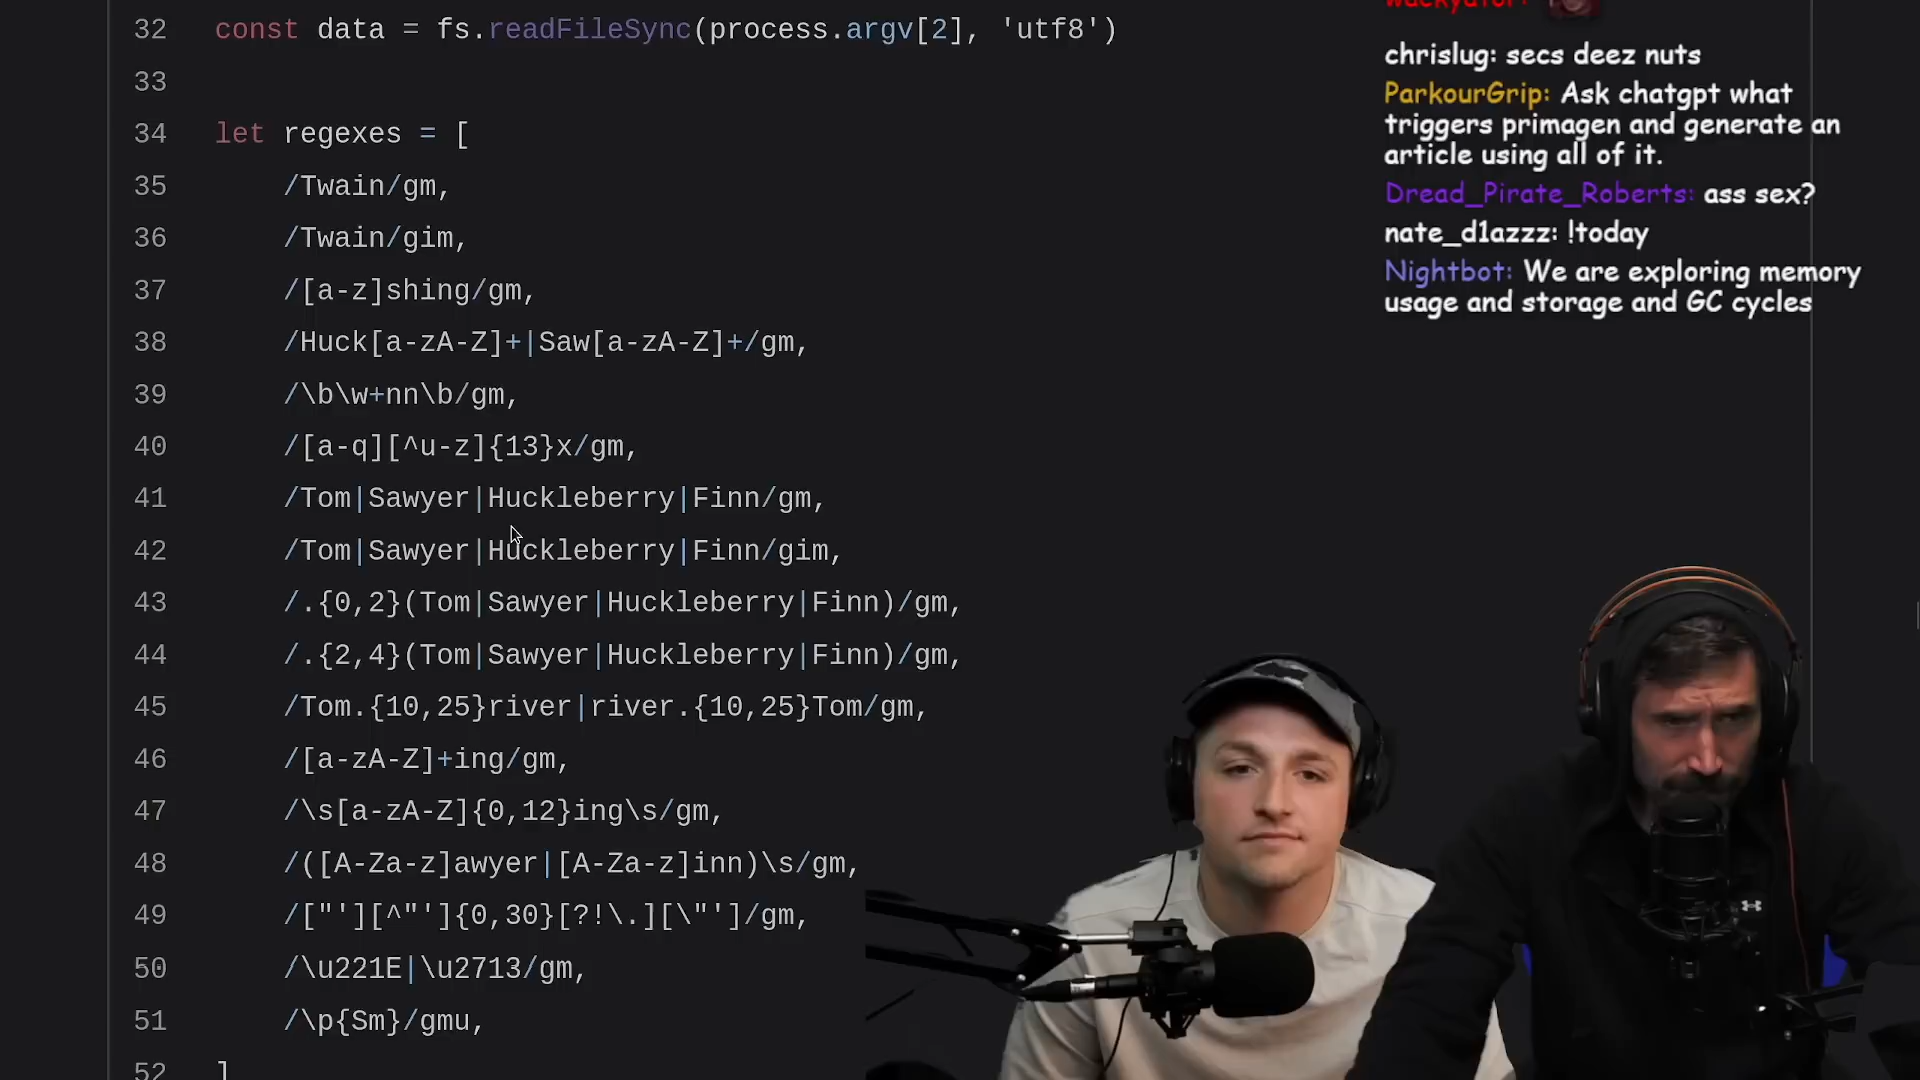 32 const data = fs.readFileSync(process.argv[2], 'utf8')
33
34 let regexes = [
35 /Twain/gm,
36 /Twain/gim,
37 /[a-z]shing/gm,
38 /Huck[a-zA-Z]+|Saw[a-zA-Z]+/gm,
39 /\b\w+nn\b/gm,
40 /[a-q][^u-z]{13}x/gm,
41 /Tom|Sawyer|Huckleberry|Finn/gm,
42 /Tom|Sawyer|Huckleberry|Finn/gim,
43 /.{0,2}(Tom|Sawyer|Huckleberry|Finn)/gm,
44 /.{2,4}(Tom|Sawyer|Huckleberry|Finn)/gm,
45 /Tom.{10,25}river|river.{10,25}Tom/gm,
46 /[a-zA-Z]+ing/gm,
47 /\s[a-zA-Z]{0,12}ing\s/gm,
48 /([A-Za-z]awyer|[A-Za-z]inn)\s/gm,
49 /["'][^"']{0,30}[?!\.][\"']/gm,
50 /\u221E|\u2713/gm,
51 /\p{Sm}/gmu,
52 ]
chrislug: secs deez nuts
ParkourGrip: Ask chatgpt what
triggers primagen and generate an
article using all of it.
Dread_Pirate_Roberts: ass sex?
nate_d1azzz: !today
Nightbot: We are exploring memory
usage and storage and GC cycles